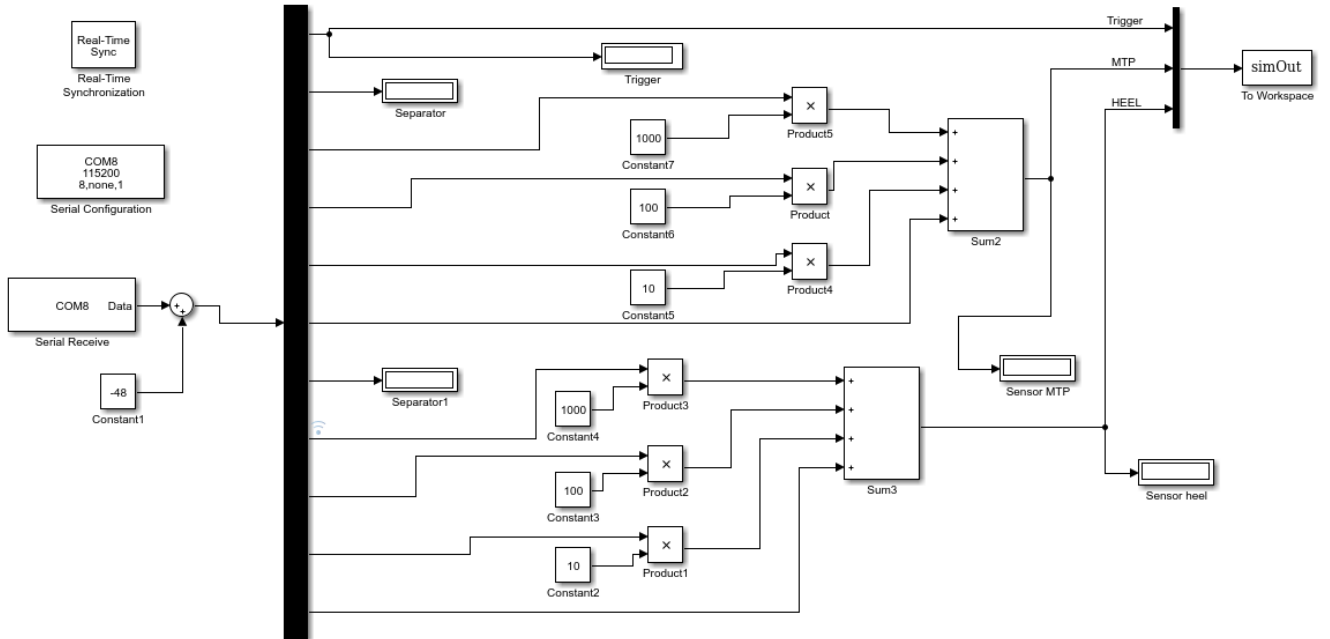 Real-Time
Sync
Real-Time
Synchronization
COM8
115200
8,none,1
Serial Configuration
COM8
Data
Serial Receive
+
+
-48
Constant1
Trigger
Trigger
Separator
MTP
HEEL
simOut
To Workspace
1000
Constant7
×
Product5
100
Constant6
×
Product
10
Constant5
×
Product4
+
+
+
+
Sum2
Sensor MTP
Separator1
1000
Constant4
×
Product3
100
Constant3
×
Product2
10
Constant2
×
Product1
+
+
+
+
Sum3
Sensor heel